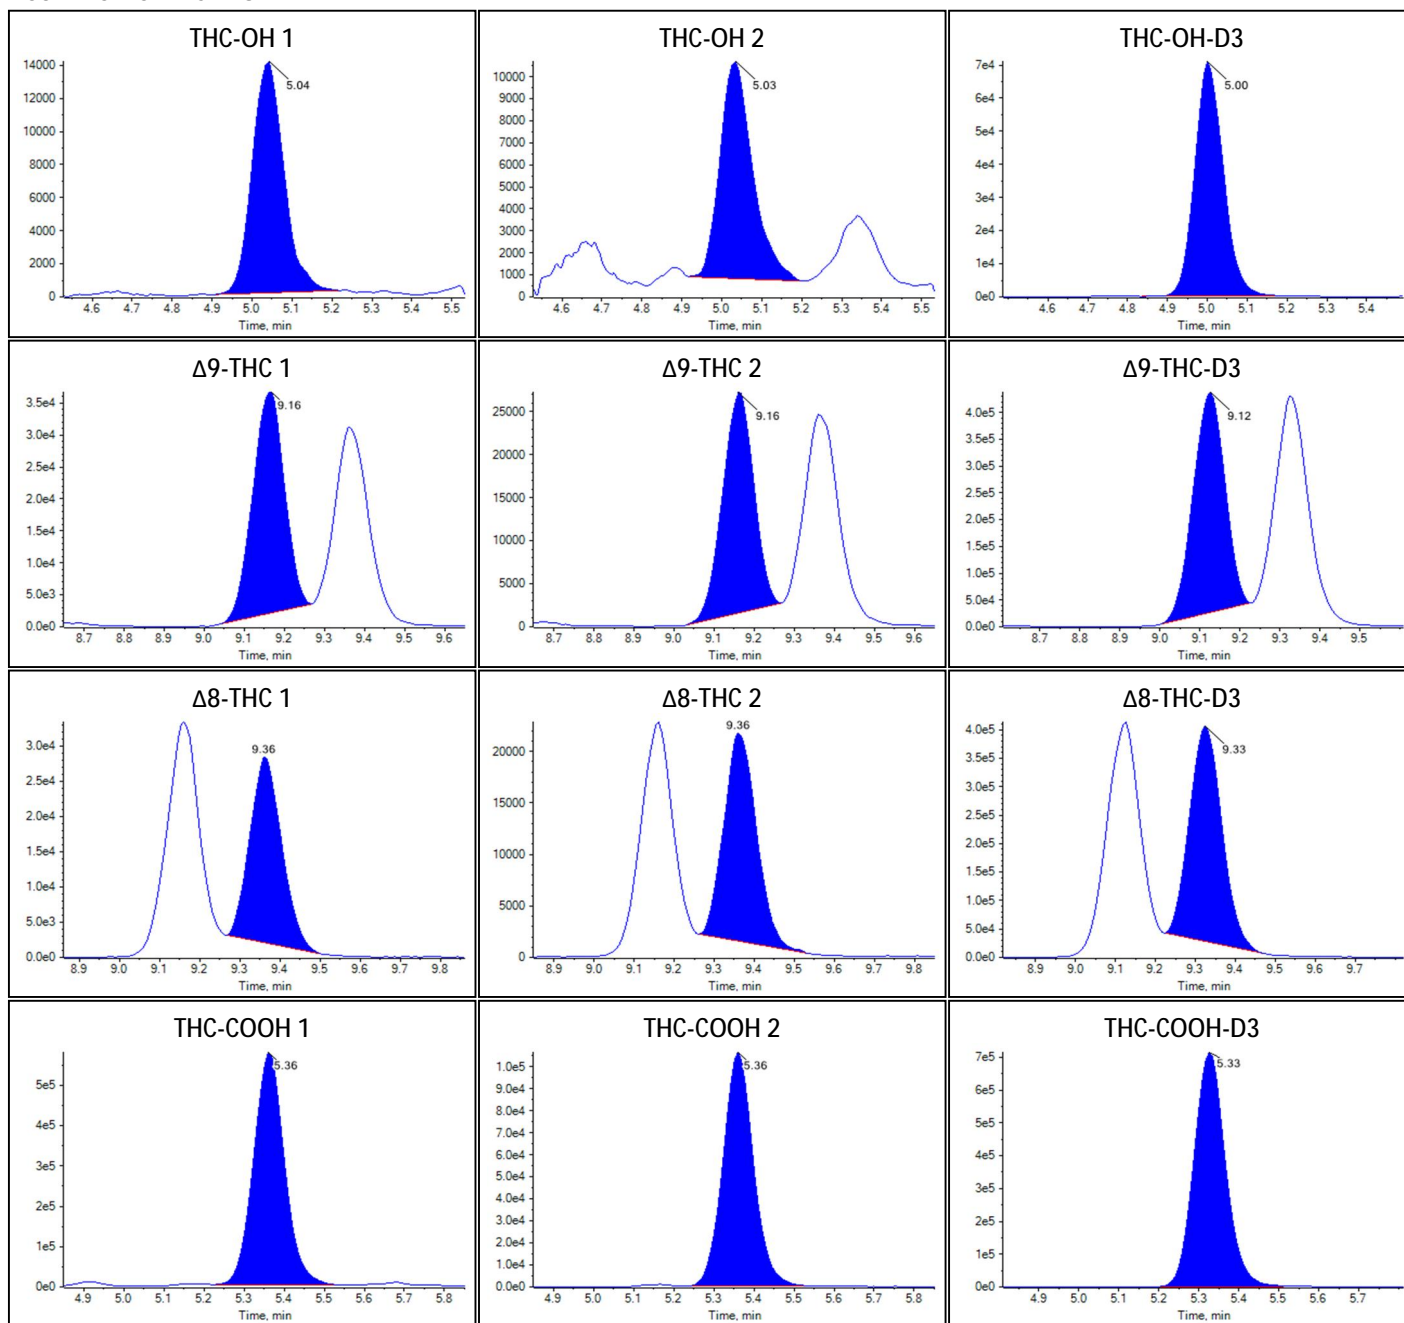 THC-OH 1
14000
12000
10000
8000
6000
4000
2000
0
5.04
4.6 4.7 4.8 4.9 5.0 5.1 5.2 5.3 5.4 5.5
Time, min
THC-OH 2
10000
9000
8000
7000
6000
5000
4000
3000
2000
1000
0
5.03
4.6 4.7 4.8 4.9 5.0 5.1 5.2 5.3 5.4 5.5
Time, min
THC-OH-D3
7e4
6e4
5e4
4e4
3e4
2e4
1e4
0e0
5.00
4.6 4.7 4.8 4.9 5.0 5.1 5.2 5.3 5.4
Time, min
Δ9-THC 1
3.5e4
3.0e4
2.5e4
2.0e4
1.5e4
1.0e4
5.0e3
0.0e0
9.16
8.7 8.8 8.9 9.0 9.1 9.2 9.3 9.4 9.5 9.6
Time, min
Δ9-THC 2
25000
20000
15000
10000
5000
0
9.16
8.7 8.8 8.9 9.0 9.1 9.2 9.3 9.4 9.5 9.6
Time, min
Δ9-THC-D3
4.0e5
3.5e5
3.0e5
2.5e5
2.0e5
1.5e5
1.0e5
5.0e4
0.0e0
9.12
8.7 8.8 8.9 9.0 9.1 9.2 9.3 9.4 9.5
Time, min
Δ8-THC 1
3.0e4
2.5e4
2.0e4
1.5e4
1.0e4
5.0e3
0.0e0
9.36
8.9 9.0 9.1 9.2 9.3 9.4 9.5 9.6 9.7 9.8
Time, min
Δ8-THC 2
20000
15000
10000
5000
0
9.36
8.9 9.0 9.1 9.2 9.3 9.4 9.5 9.6 9.7 9.8
Time, min
Δ8-THC-D3
4.0e5
3.5e5
3.0e5
2.5e5
2.0e5
1.5e5
1.0e5
5.0e4
0.0e0
9.33
8.9 9.0 9.1 9.2 9.3 9.4 9.5 9.6 9.7
Time, min
THC-COOH 1
5e5
4e5
3e5
2e5
1e5
0e0
5.36
4.9 5.0 5.1 5.2 5.3 5.4 5.5 5.6 5.7 5.8
Time, min
THC-COOH 2
1.0e5
9.0e4
8.0e4
7.0e4
6.0e4
5.0e4
4.0e4
3.0e4
2.0e4
1.0e4
0.0e0
5.36
4.9 5.0 5.1 5.2 5.3 5.4 5.5 5.6 5.7 5.8
Time, min
THC-COOH-D3
7e5
6e5
5e5
4e5
3e5
2e5
1e5
0e0
5.33
4.9 5.0 5.1 5.2 5.3 5.4 5.5 5.6 5.7
Time, min